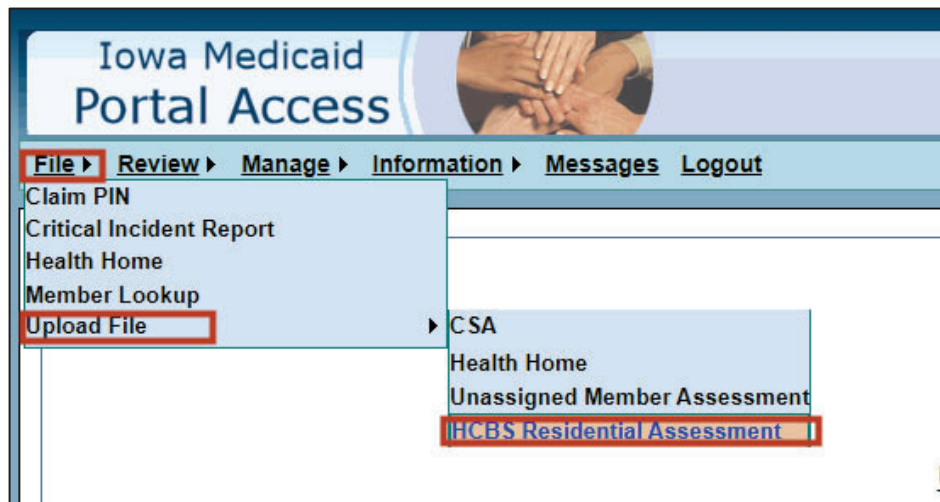 Iowa Medicaid
Portal Access
File Review Manage Information Messages Logout
Claim PIN
Critical Incident Report
Health Home
Member Lookup
Upload File
CSA
Health Home
Unassigned Member Assessment
HCBS Residential Assessment